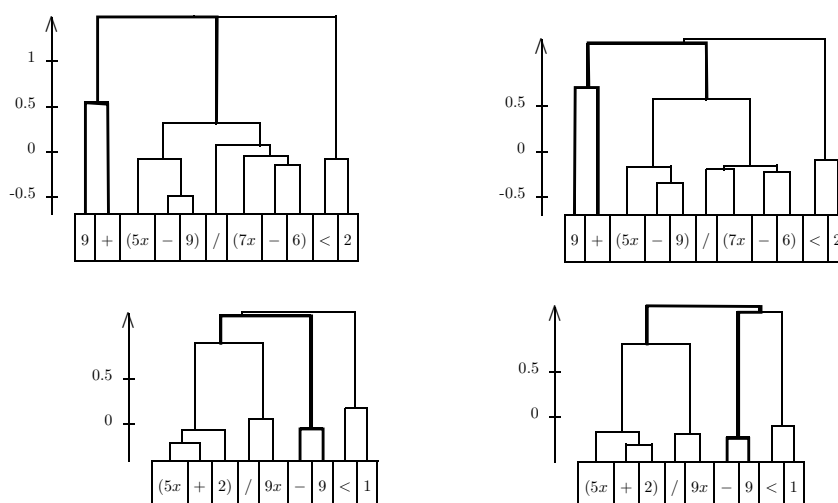 1
0.5
0
-0.5
9 + (5x − 9) / (7x − 6) < 2
0.5
0
-0.5
9 + (5x − 9) / (7x − 6) < 2
0.5
0
(5x + 2) / 9x − 9 < 1
0.5
0
(5x + 2) / 9x − 9 < 1